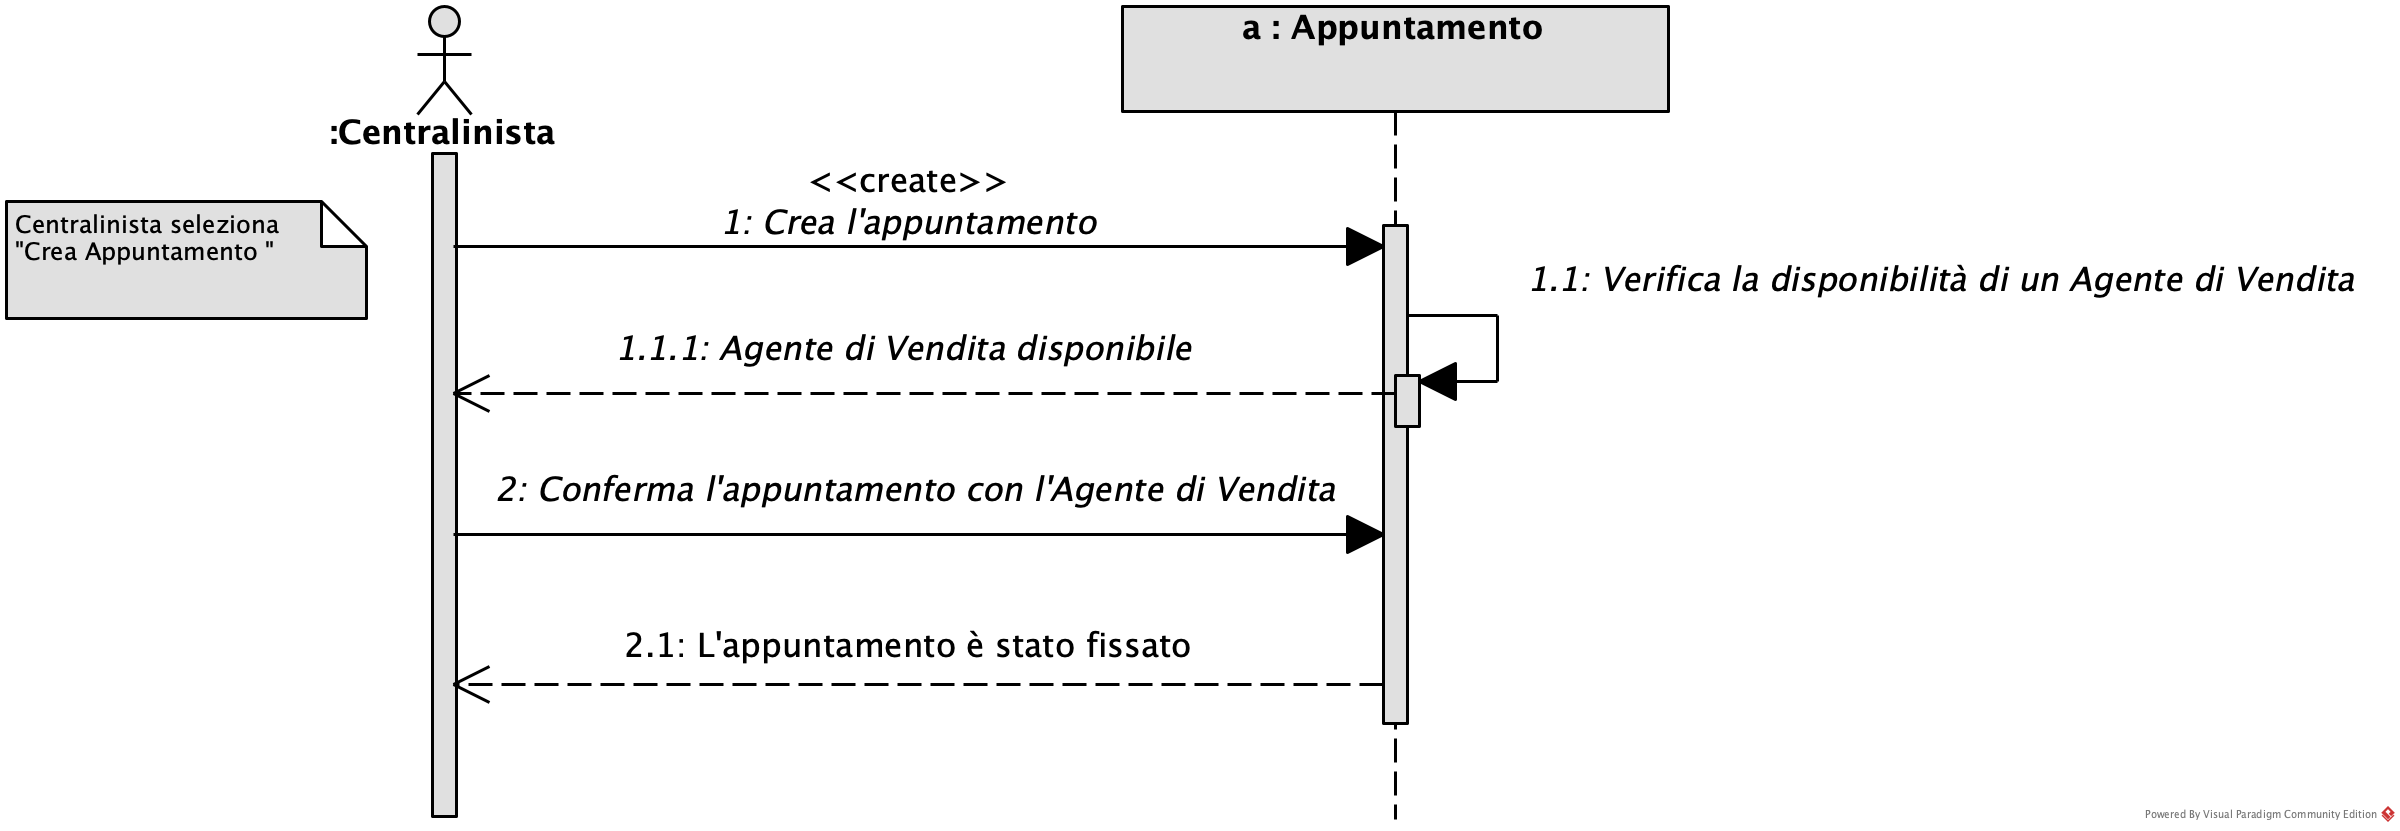 a : Appuntamento
:Centralinista
<<create>>
1: Crea l'appuntamento
Centralinista seleziona
"Crea Appuntamento "
1.1: Verifica la disponibilità di un Agente di Vendita
1.1.1: Agente di Vendita disponibile
2: Conferma l'appuntamento con l'Agente di Vendita
2.1: L'appuntamento è stato fissato
Powered By Visual Paradigm Community Edition